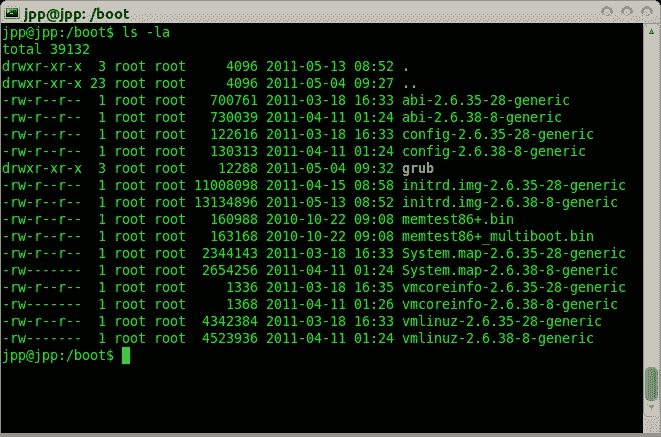 jpp@jpp: /boot
jpp@jpp:/boot$ ls -la
total 39132
drwxr-xr-x  3 root root     4096 2011-05-13 08:52 .
drwxr-xr-x 23 root root     4096 2011-05-04 09:27 ..
-rw-r--r--  1 root root   700761 2011-03-18 16:33 abi-2.6.35-28-generic
-rw-r--r--  1 root root   730039 2011-04-11 01:24 abi-2.6.38-8-generic
-rw-r--r--  1 root root   122616 2011-03-18 16:33 config-2.6.35-28-generic
-rw-r--r--  1 root root   130313 2011-04-11 01:24 config-2.6.38-8-generic
drwxr-xr-x  3 root root    12288 2011-05-04 09:32 grub
-rw-r--r--  1 root root 11008098 2011-04-15 08:58 initrd.img-2.6.35-28-generic
-rw-r--r--  1 root root 13134896 2011-05-13 08:52 initrd.img-2.6.38-8-generic
-rw-r--r--  1 root root   160988 2010-10-22 09:08 memtest86+.bin
-rw-r--r--  1 root root   163168 2010-10-22 09:08 memtest86+_multiboot.bin
-rw-r--r--  1 root root  2344143 2011-03-18 16:33 System.map-2.6.35-28-generic
-rw-------  1 root root  2654256 2011-04-11 01:24 System.map-2.6.38-8-generic
-rw-r--r--  1 root root     1336 2011-03-18 16:35 vmcoreinfo-2.6.35-28-generic
-rw-------  1 root root     1368 2011-04-11 01:26 vmcoreinfo-2.6.38-8-generic
-rw-r--r--  1 root root  4342384 2011-03-18 16:33 vmlinuz-2.6.35-28-generic
-rw-------  1 root root  4523936 2011-04-11 01:24 vmlinuz-2.6.38-8-generic
jpp@jpp:/boot$